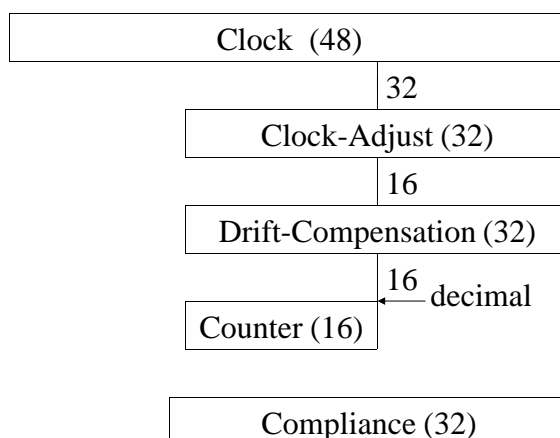 Clock (48)
32
Clock-Adjust (32)
16
Drift-Compensation (32)
16
decimal
Counter (16)
Compliance (32)